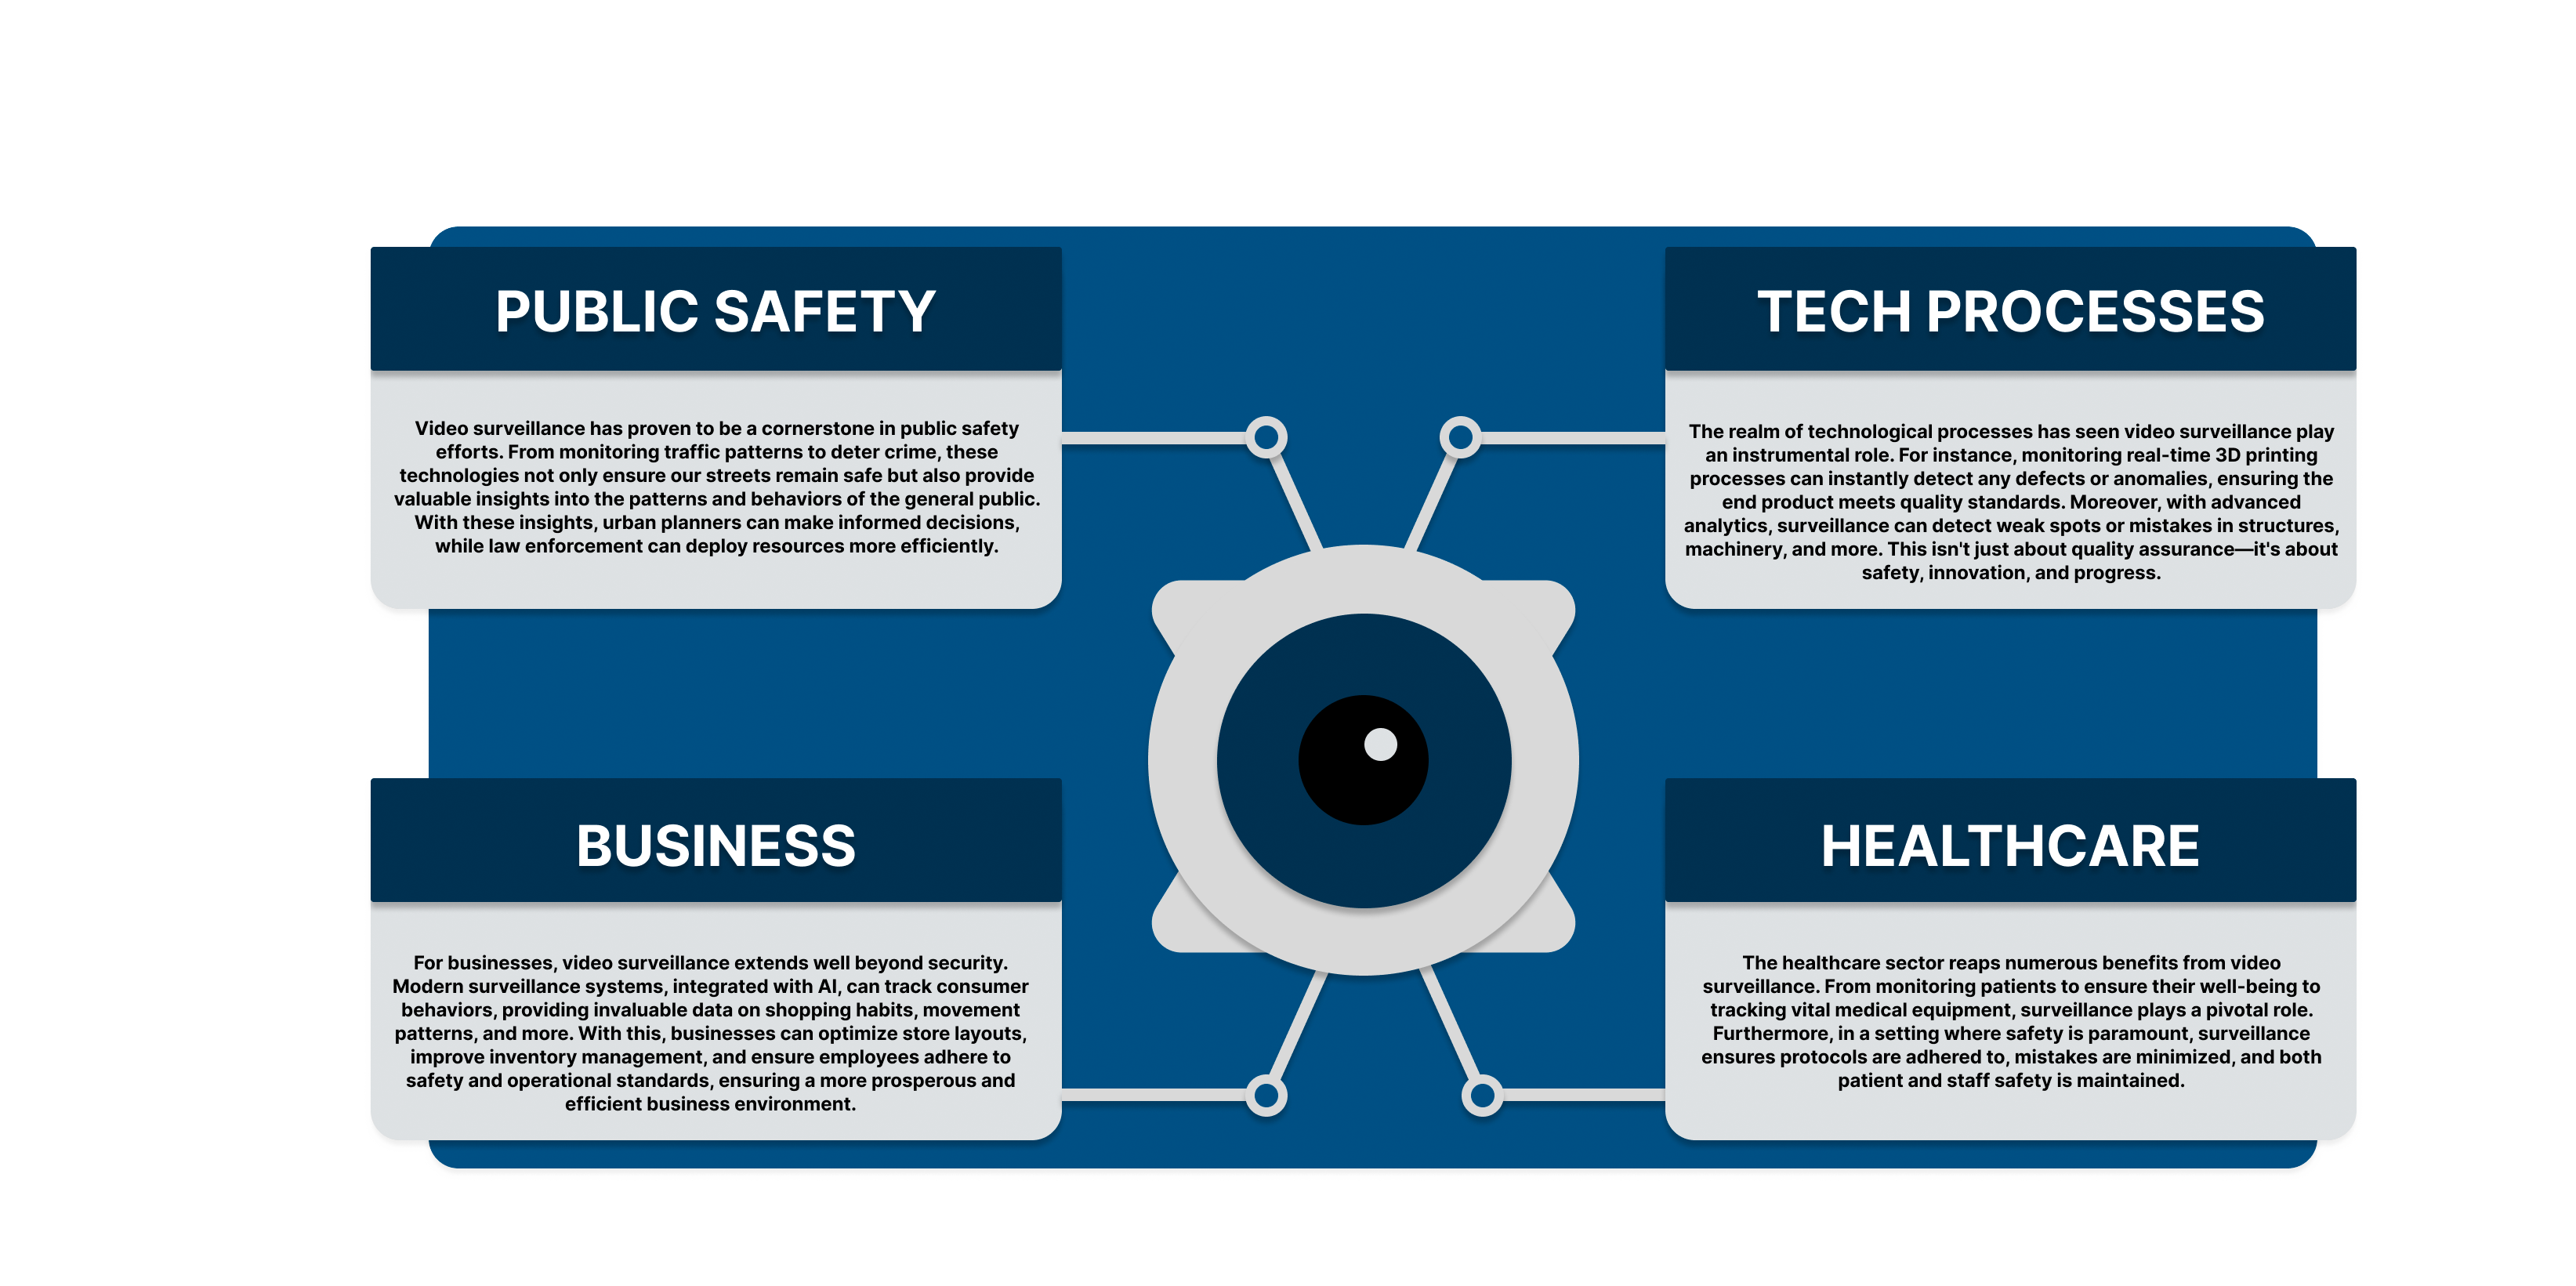 PUBLIC SAFETY
Video surveillance has proven to be a cornerstone in public safety
efforts. From monitoring traffic patterns to deter crime, these
technologies not only ensure our streets remain safe but also provide
valuable insights into the patterns and behaviors of the general public.
With these insights, urban planners can make informed decisions,
while law enforcement can deploy resources more efficiently.
TECH PROCESSES
The realm of technological processes has seen video surveillance play
an instrumental role. For instance, monitoring real-time 3D printing
processes can instantly detect any defects or anomalies, ensuring the
end product meets quality standards. Moreover, with advanced
analytics, surveillance can detect weak spots or mistakes in structures,
machinery, and more. This isn't just about quality assurance—it's about
safety, innovation, and progress.
BUSINESS
For businesses, video surveillance extends well beyond security.
Modern surveillance systems, integrated with AI, can track consumer
behaviors, providing invaluable data on shopping habits, movement
patterns, and more. With this, businesses can optimize store layouts,
improve inventory management, and ensure employees adhere to
safety and operational standards, ensuring a more prosperous and
efficient business environment.
HEALTHCARE
The healthcare sector reaps numerous benefits from video
surveillance. From monitoring patients to ensure their well-being to
tracking vital medical equipment, surveillance plays a pivotal role.
Furthermore, in a setting where safety is paramount, surveillance
ensures protocols are adhered to, mistakes are minimized, and both
patient and staff safety is maintained.